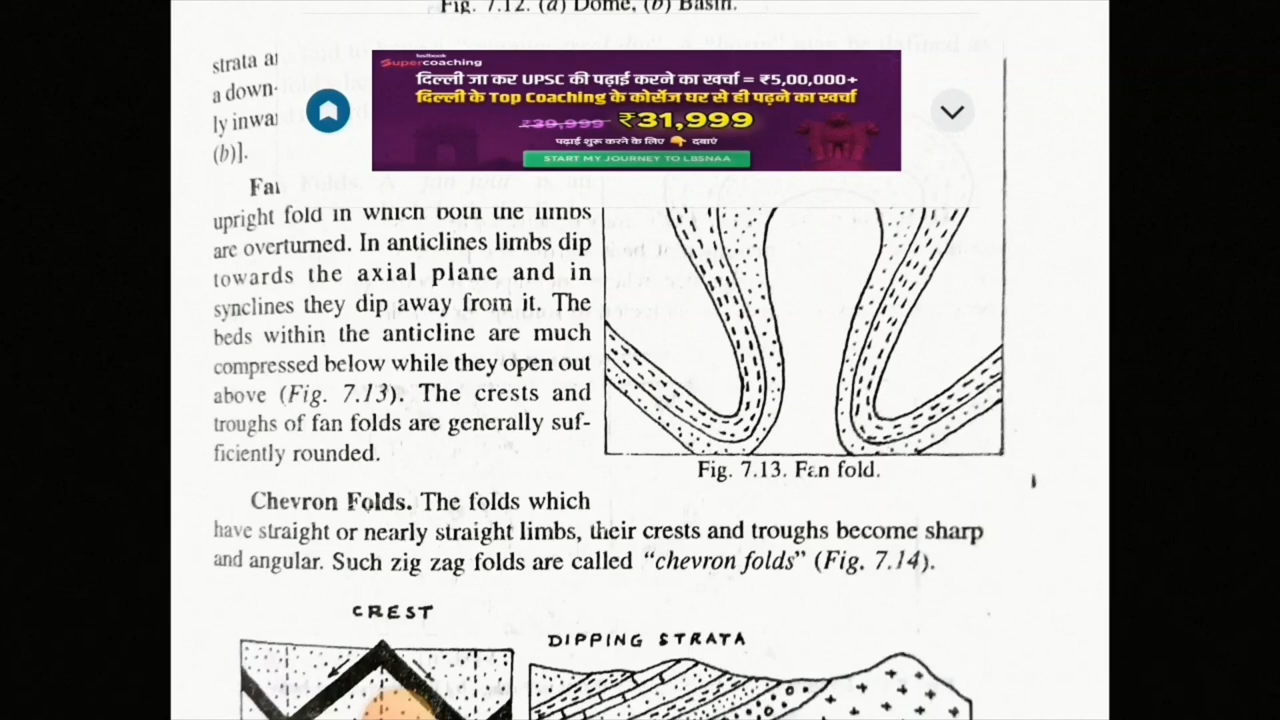 Fig. 7.12. (a) Dome, (b) Basin.
strata
a down-
ly
(b)].
testbook
Supercoaching
दिल्ली जा कर UPSC की पढ़ाई करने का खर्चा = ₹5,00,000+
दिल्ली के Top Coaching के कोर्सेज घर से ही पढ़ने का खर्चा
₹39,999 ₹31,999
पढ़ाई शुरू करने के लिए 👇 दबाएं
START MY JOURNEY TO LBSNAA
upright fold in which both the limbs
are overturned. In anticlines limbs dip
towards the axial plane and in
synclines they dip away from it. The
beds within the anticline are much
compressed below while they open out
above (Fig. 7.13). The crests and
troughs of fan folds are generally suf-
ficiently rounded.
Fig. 7.13. Fan fold.
Chevron Folds. The folds which
have straight or nearly straight limbs, their crests and troughs become sharp
and angular. Such zig zag folds are called “chevron folds” (Fig. 7.14).
CREST
DIPPING STRATA